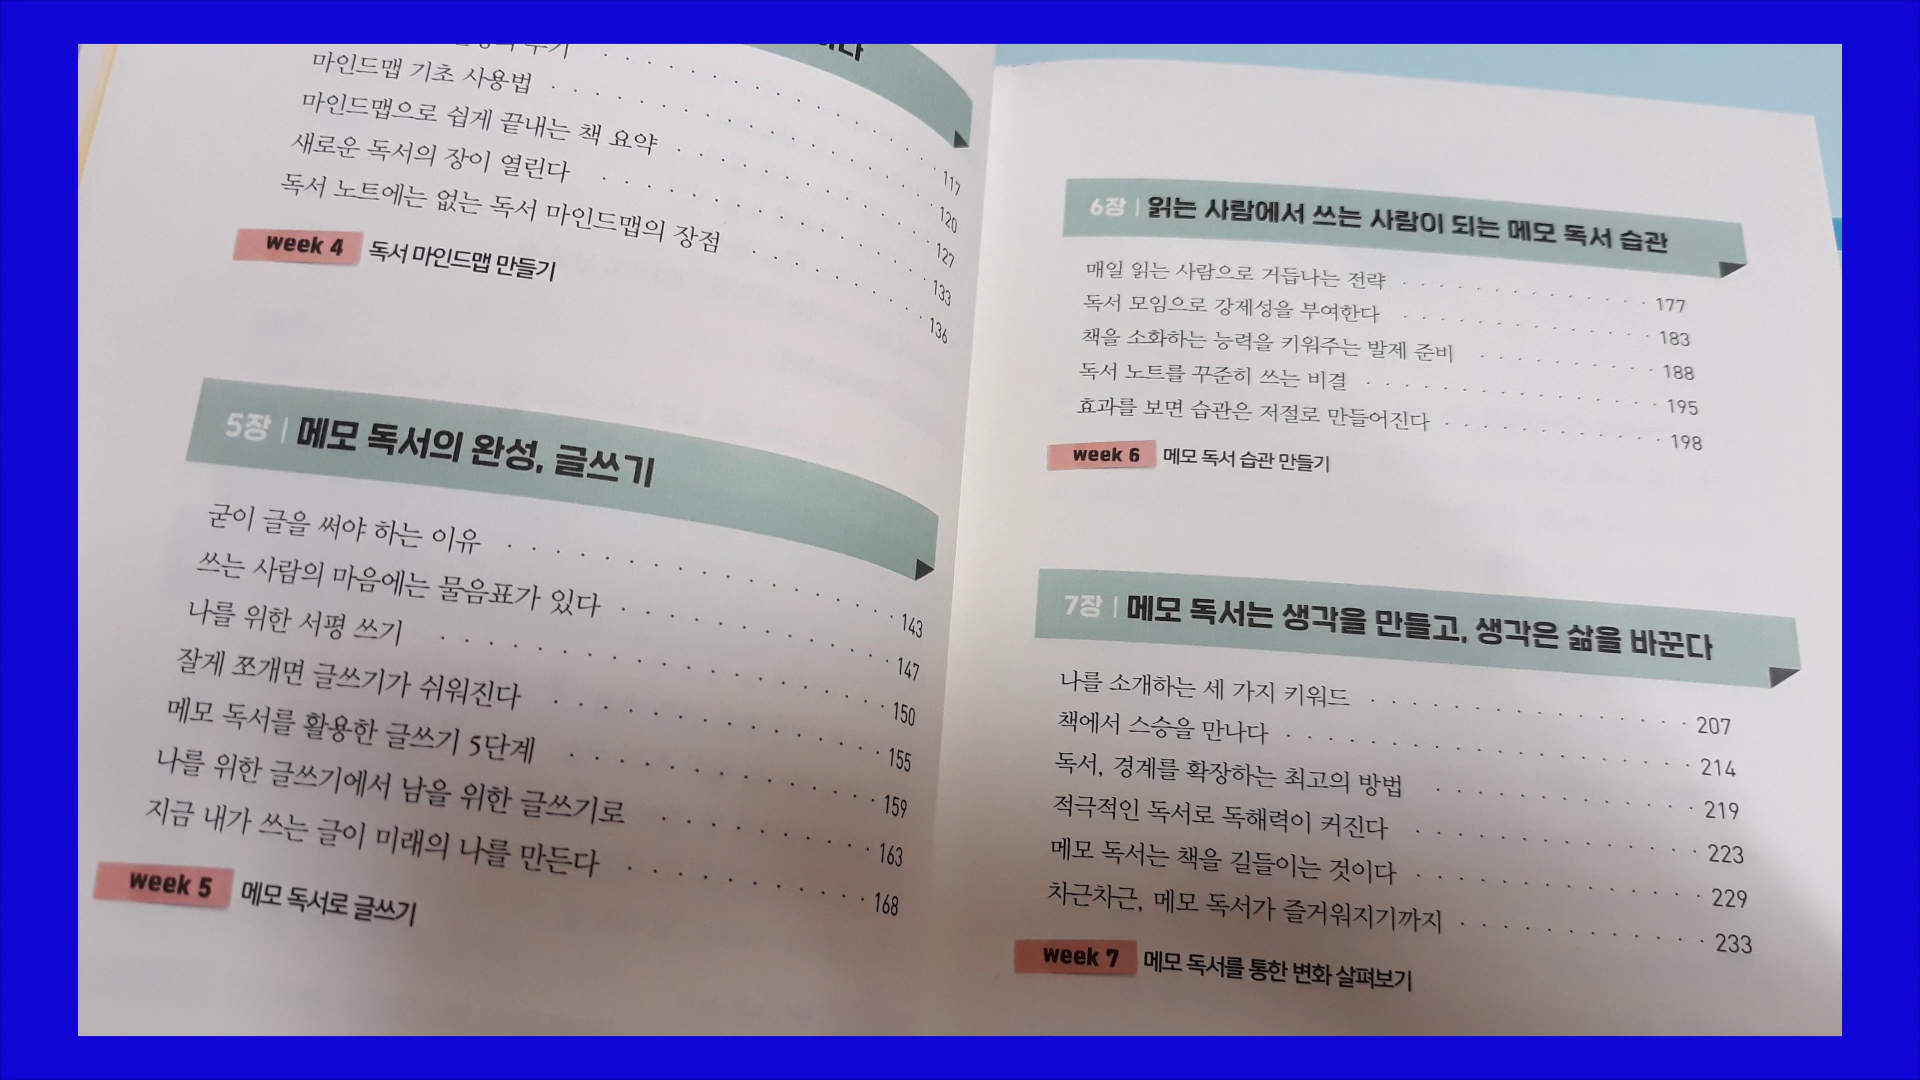 117
마인드맵 기초 사용법 120
마인드맵으로 쉽게 끝내는 책 요약 127
새로운 독서의 장이 열린다 133
독서 노트에는 없는 독서 마인드맵의 장점 136
week 4 독서 마인드맵 만들기
5장 | 메모 독서의 완성, 글쓰기
굳이 글을 써야 하는 이유 143
쓰는 사람의 마음에는 물음표가 있다 147
나를 위한 서평 쓰기 150
잘게 쪼개면 글쓰기가 쉬워진다 155
메모 독서를 활용한 글쓰기 5단계 159
나를 위한 글쓰기에서 남을 위한 글쓰기로 163
지금 내가 쓰는 글이 미래의 나를 만든다 168
week 5 메모 독서로 글쓰기
6장 | 읽는 사람에서 쓰는 사람이 되는 메모 독서 습관
매일 읽는 사람으로 거듭나는 전략 177
독서 모임으로 강제성을 부여한다 183
책을 소화하는 능력을 키워주는 발제 준비 188
독서 노트를 꾸준히 쓰는 비결 195
효과를 보면 습관은 저절로 만들어진다 198
week 6 메모 독서 습관 만들기
7장 | 메모 독서는 생각을 만들고, 생각은 삶을 바꾼다
나를 소개하는 세 가지 키워드 207
책에서 스승을 만나다 214
독서, 경계를 확장하는 최고의 방법 219
적극적인 독서로 독해력이 커진다 223
메모 독서는 책을 길들이는 것이다 229
차근차근, 메모 독서가 즐거워지기까지 233
week 7 메모 독서를 통한 변화 살펴보기